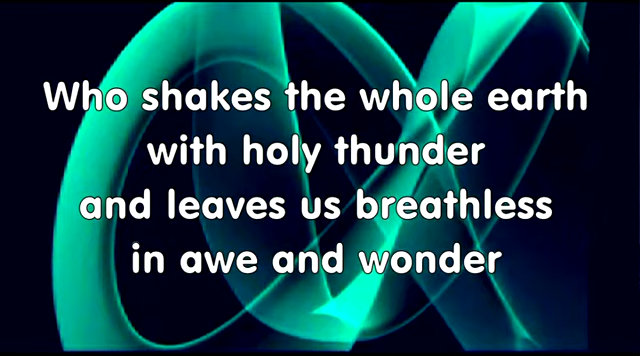 Who shakes the whole earth
with holy thunder
and leaves us breathless
in awe and wonder